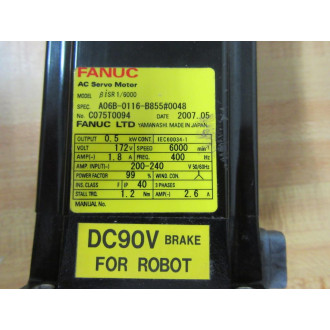 FANUC
AC Servo Motor
MODEL βiSR 1/6000
SPEC. A06B-0116-B855#0048
No. C075T0094 DATE 2007.05
FANUC LTD YAMANASHI MADE IN JAPAN
OUTPUT 0.5 kW CONT. IEC60034-1
VOLT 172 V SPEED 6000 min-1
AMP(~) 1.8 A FREQ. 400 Hz
AMP INPUT(~) 200-240 V 50/60Hz
POWER FACTOR 99 % WIND. CON. Y
INS. CLASS F IP 40 3 PHASES
STALL TRQ. 1.2 Nm AMP(~) 2.6 A
MANUAL No.
DC90V BRAKE
FOR ROBOT